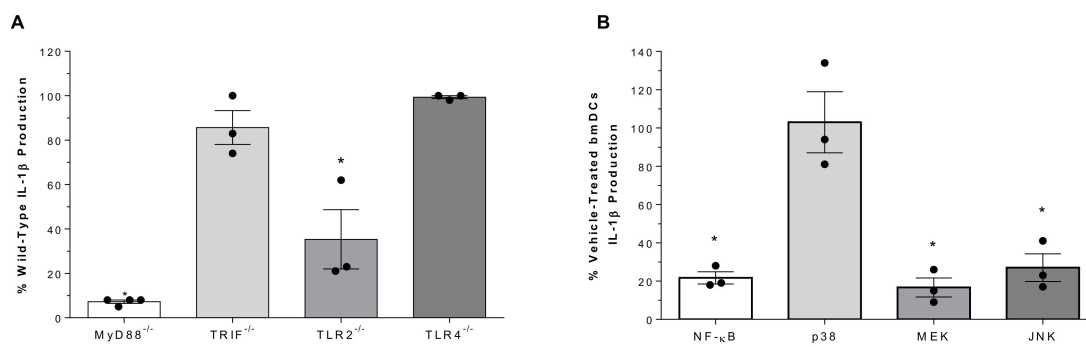 A
% Wild-Type IL-1β Production
120
100
80
60
40
20
0
*
*
MyD88-/-
TRIF-/-
TLR2-/-
TLR4-/-
B
% Vehicle-Treated bmDCs
IL-1β Production
140
120
100
80
60
40
20
0
*
*
*
NF-κB
p38
MEK
JNK